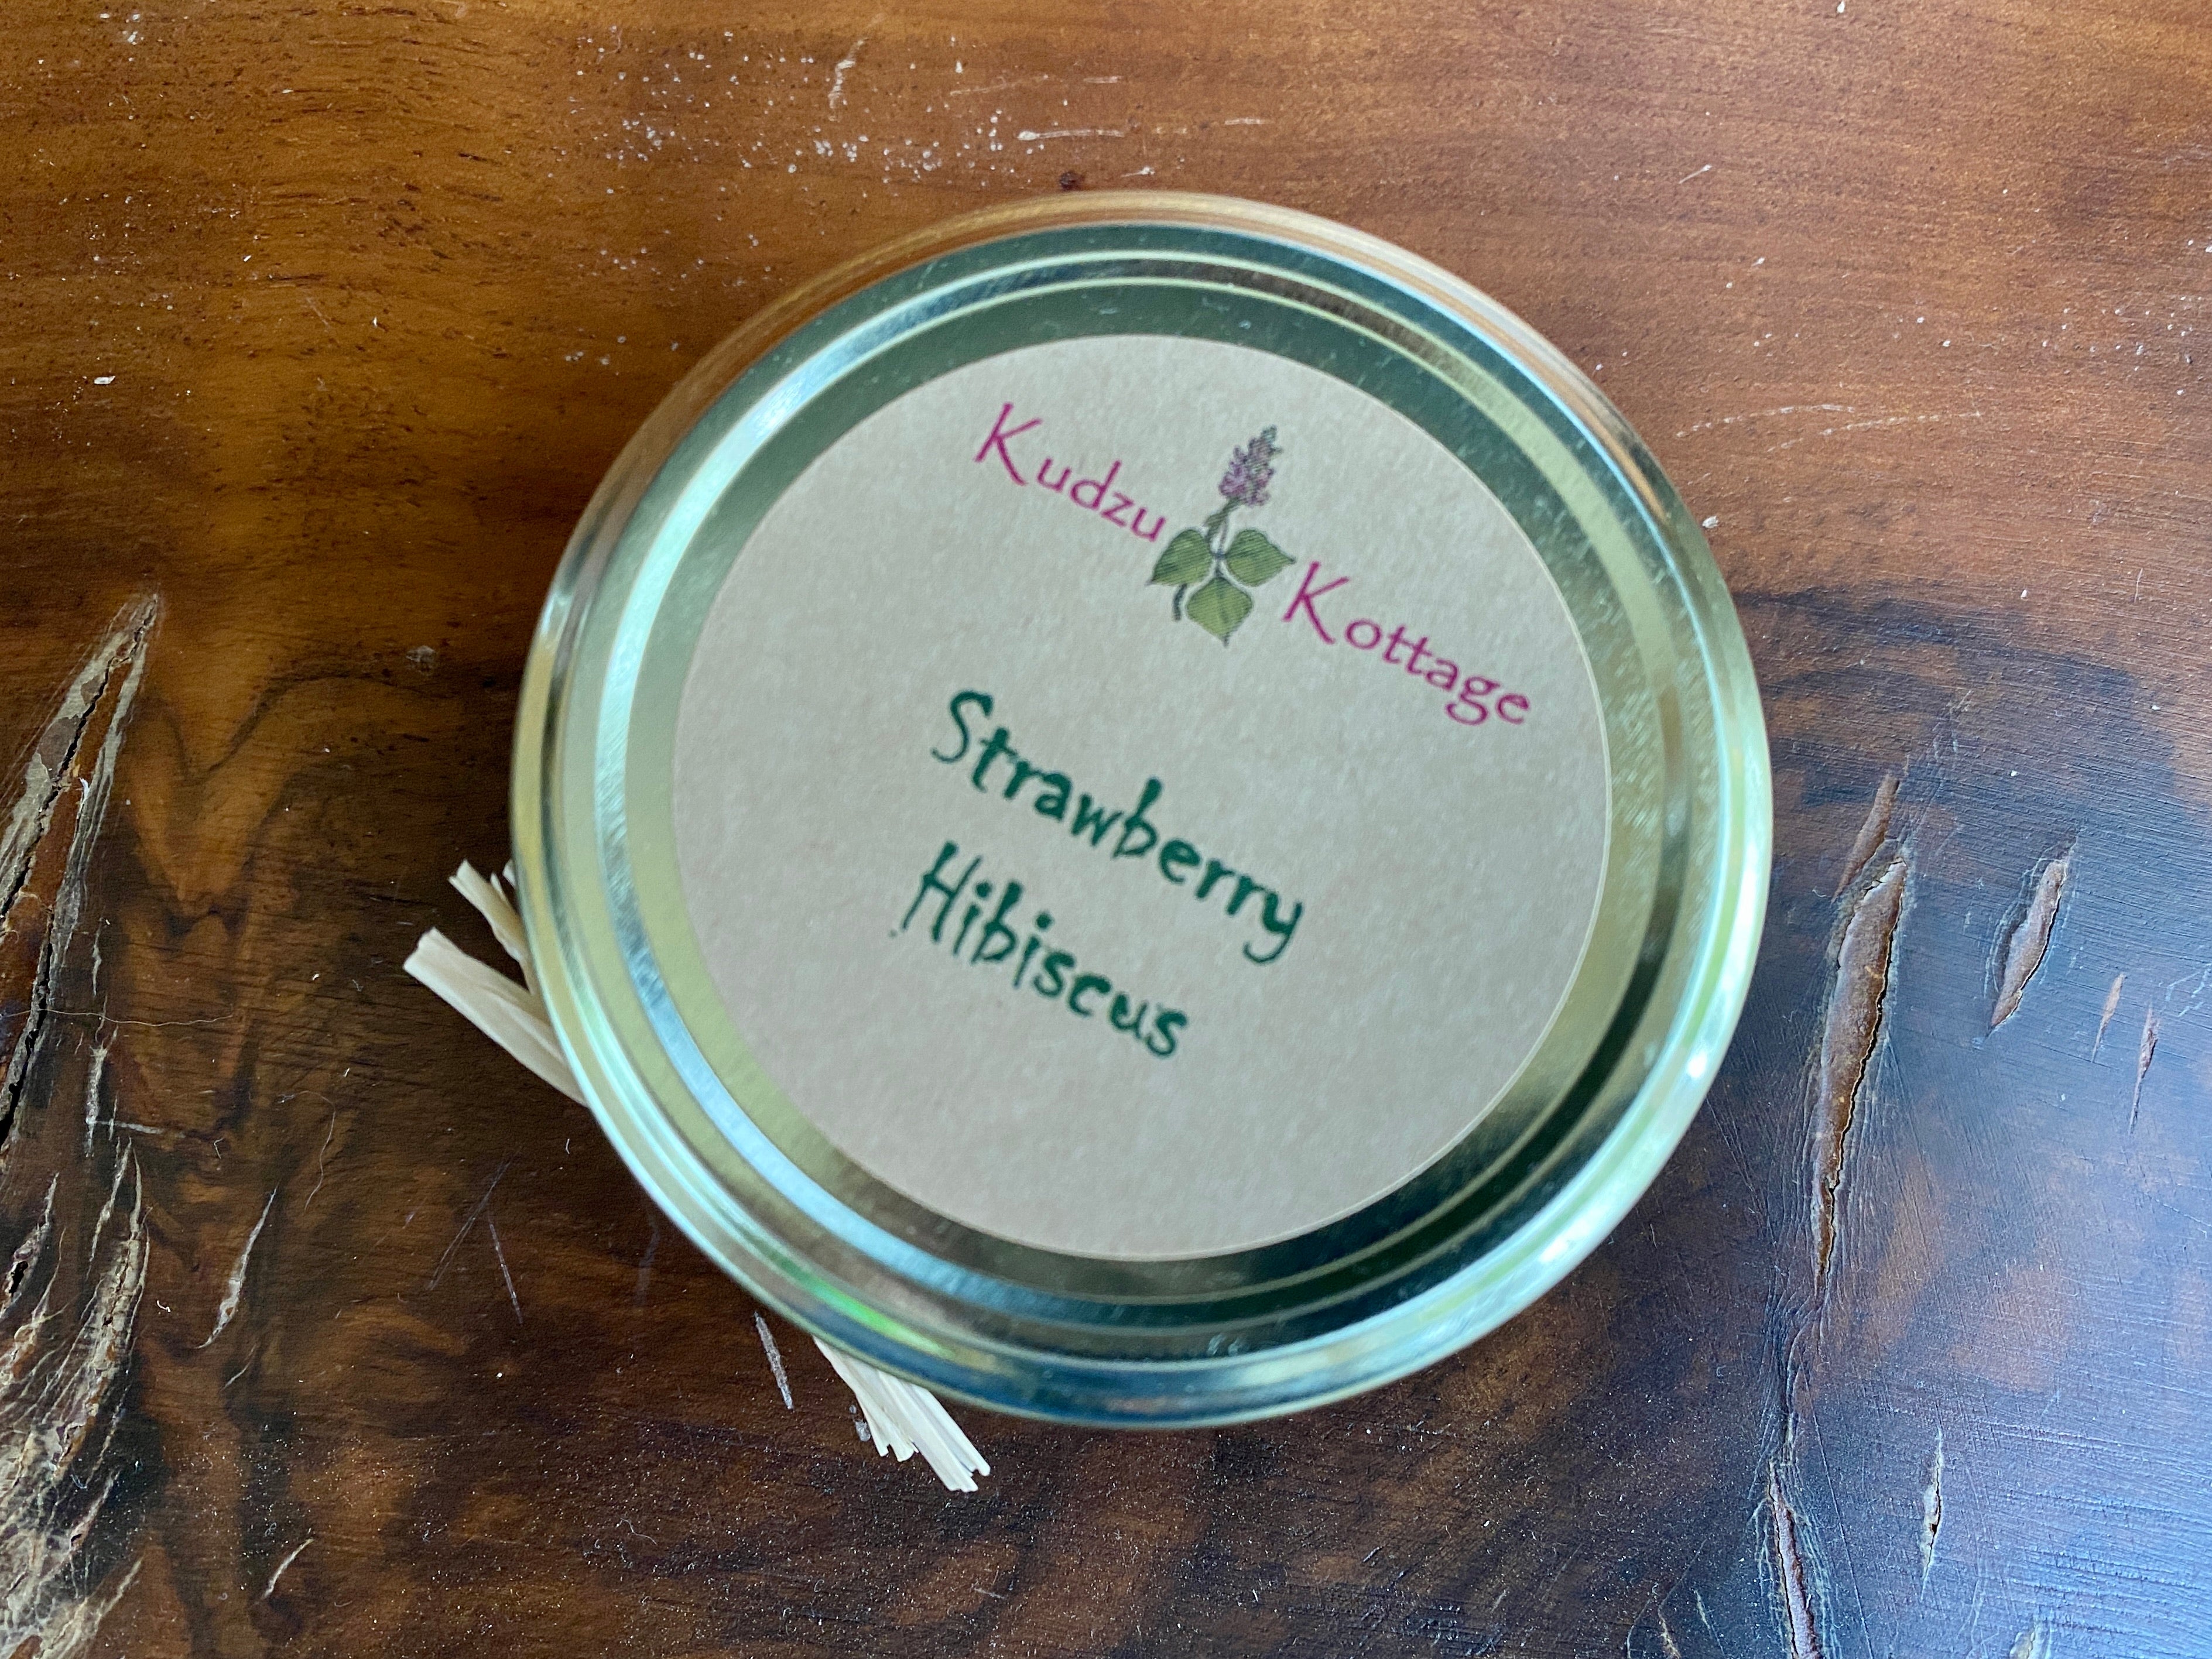 Kudzu Kottage
Strawberry
Hibiscus